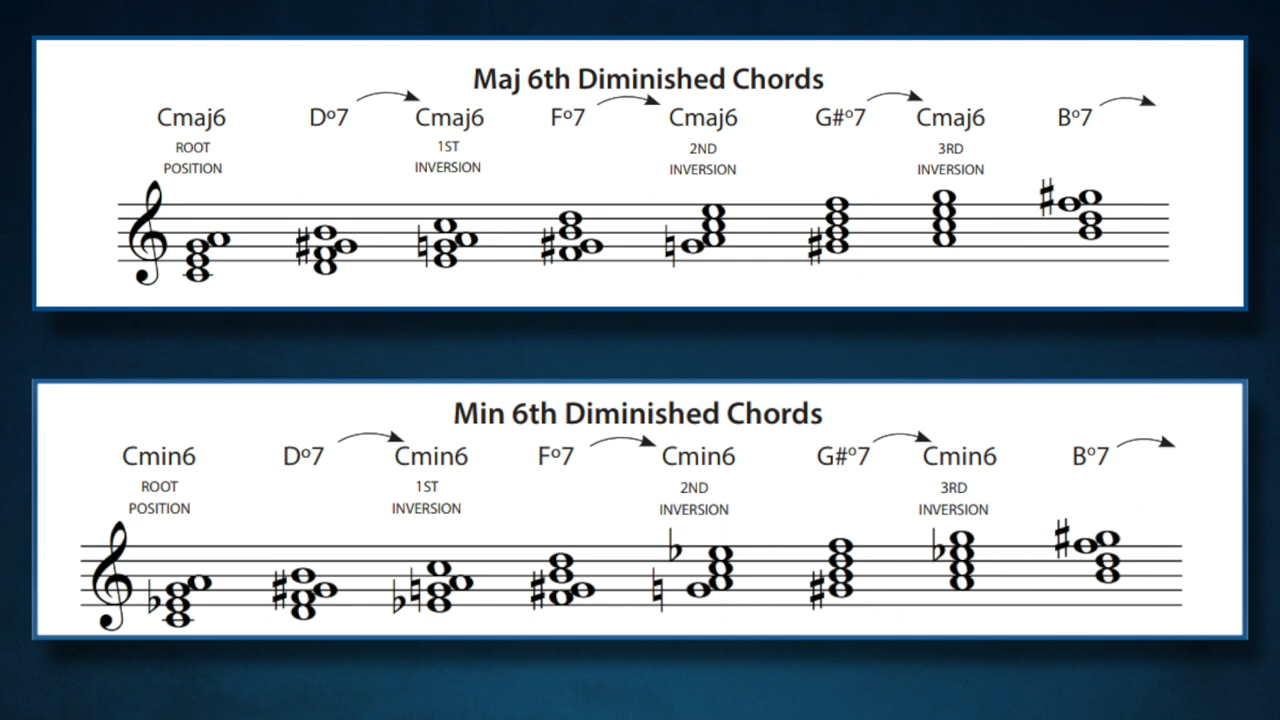 Maj 6th Diminished Chords
Cmaj6 Dº7 Cmaj6 Fº7 Cmaj6 G#º7 Cmaj6 Bº7
ROOT 1ST 2ND 3RD
POSITION INVERSION INVERSION INVERSION
Min 6th Diminished Chords
Cmin6 Dº7 Cmin6 Fº7 Cmin6 G#º7 Cmin6 Bº7
ROOT 1ST 2ND 3RD
POSITION INVERSION INVERSION INVERSION